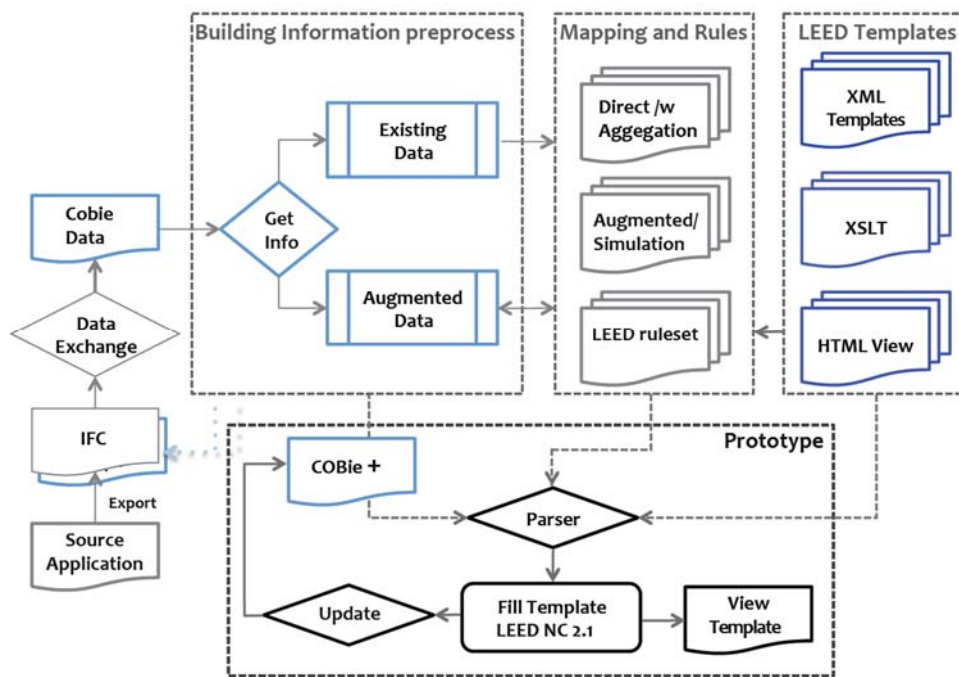 Building Information preprocess
Mapping and Rules
LEED Templates
Existing
Data
Direct /w
Aggegation
XML
Templates
Cobie
Data
Get
Info
Augmented/
Simulation
XSLT
Augmented
Data
LEED ruleset
HTML View
Data
Exchange
IFC
Export
Source
Application
Prototype
COBie +
Parser
Update
Fill Template
LEED NC 2.1
View
Template